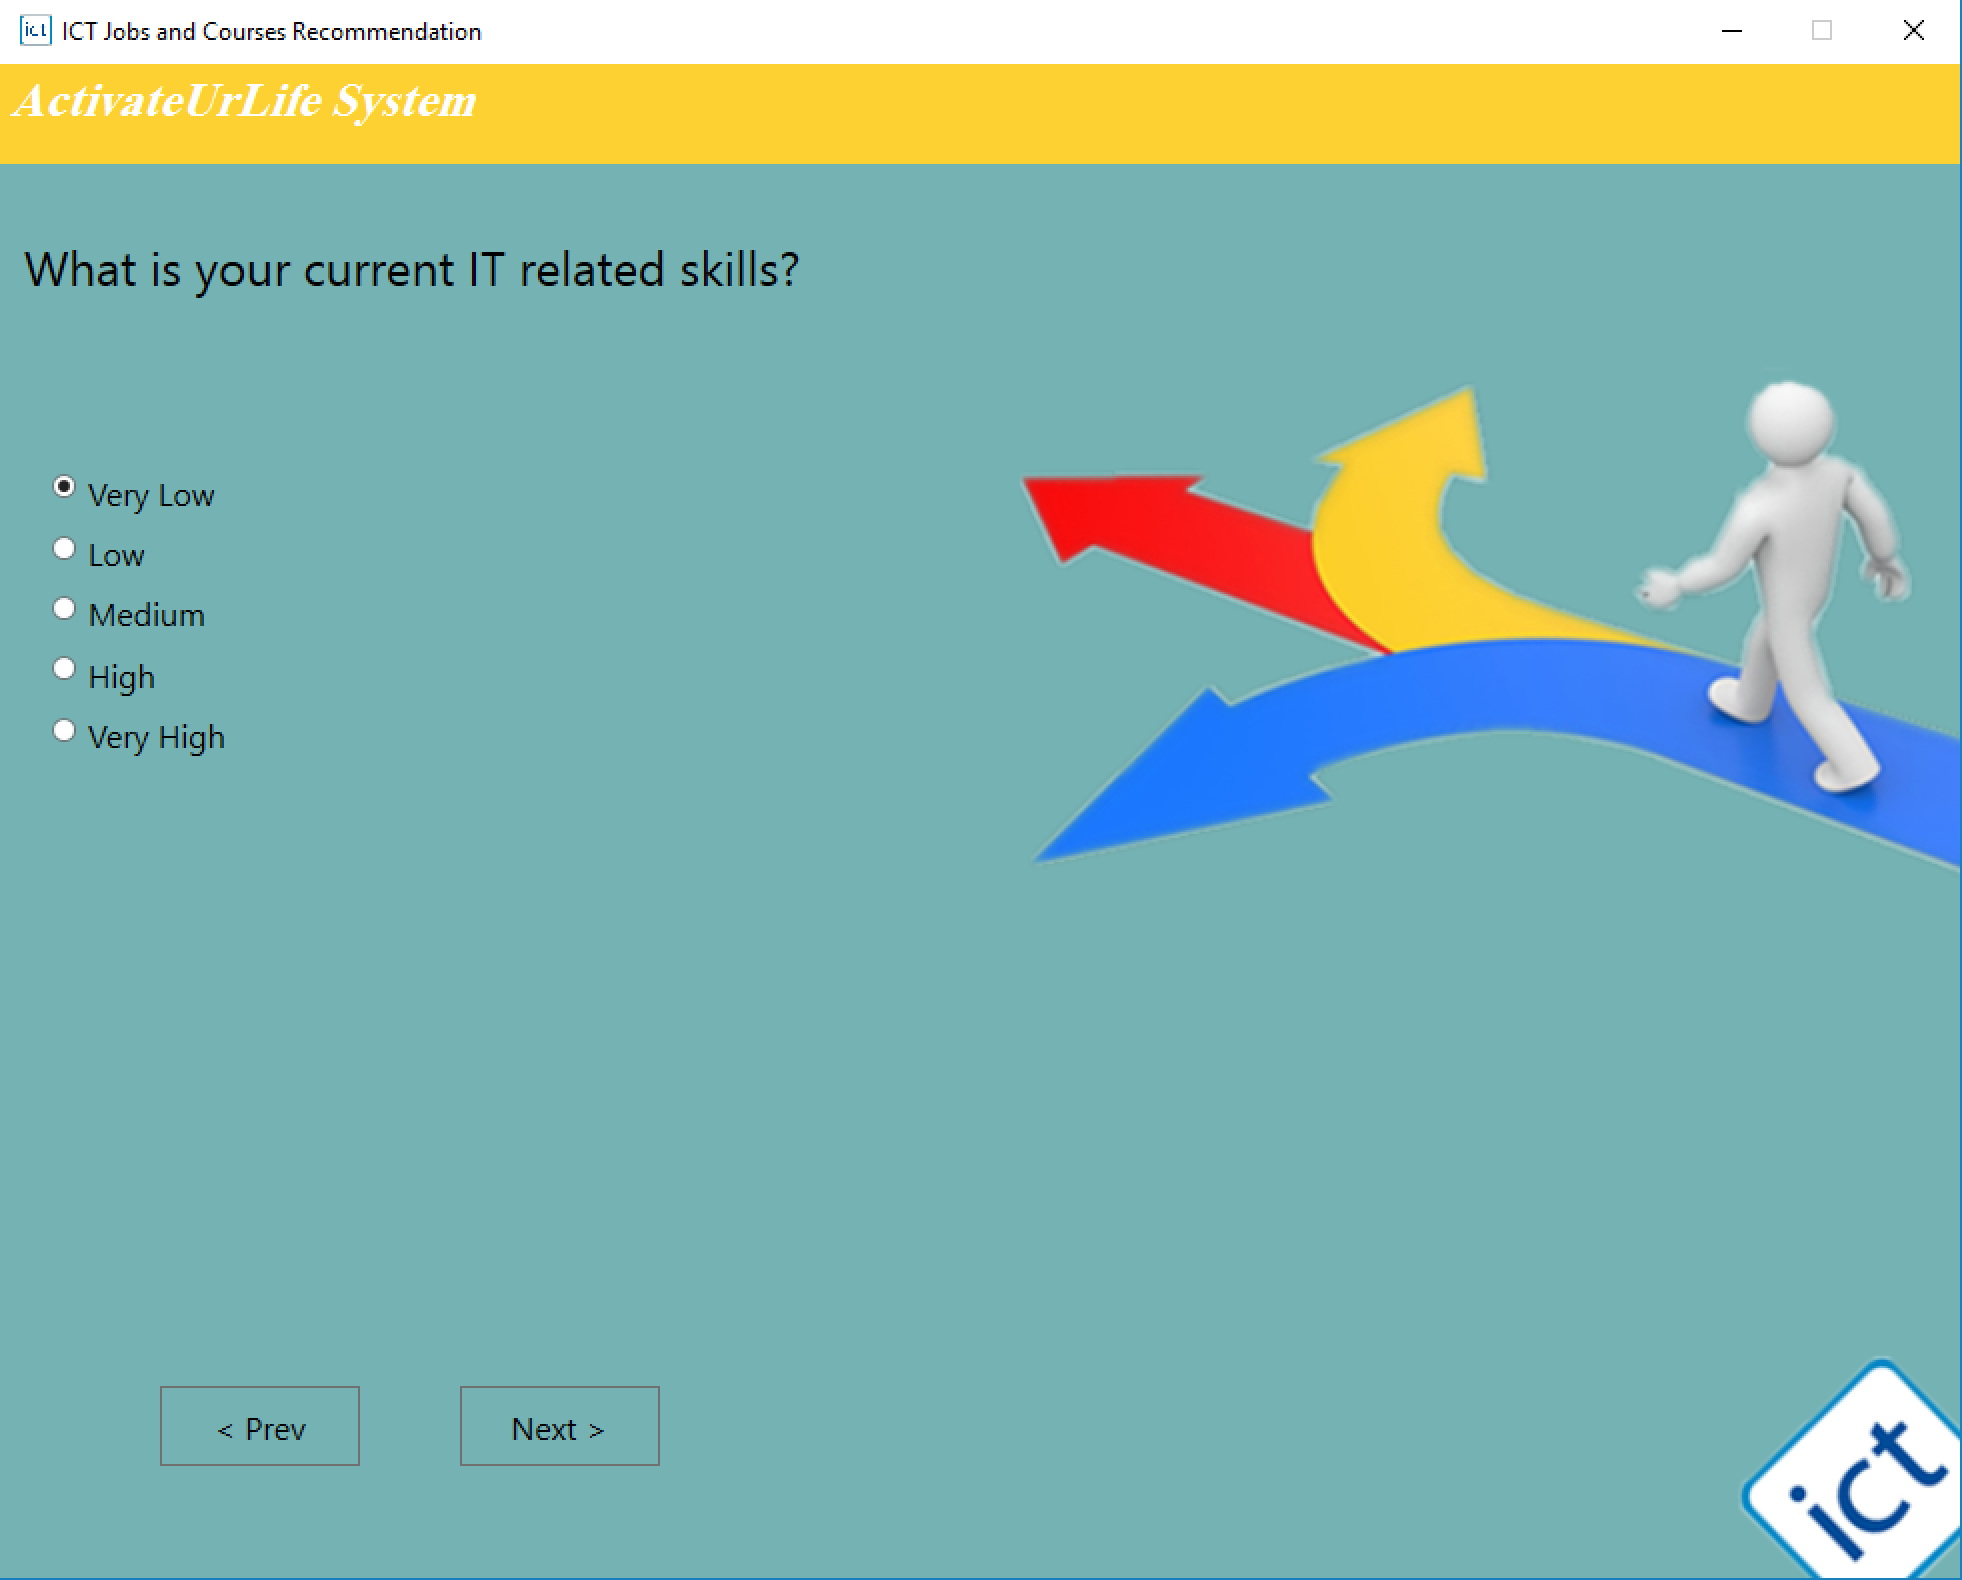 ict ICT Jobs and Courses Recommendation
ActivateUrLife System
What is your current IT related skills?
Very Low
Low
Medium
High
Very High
< Prev
Next >
ict